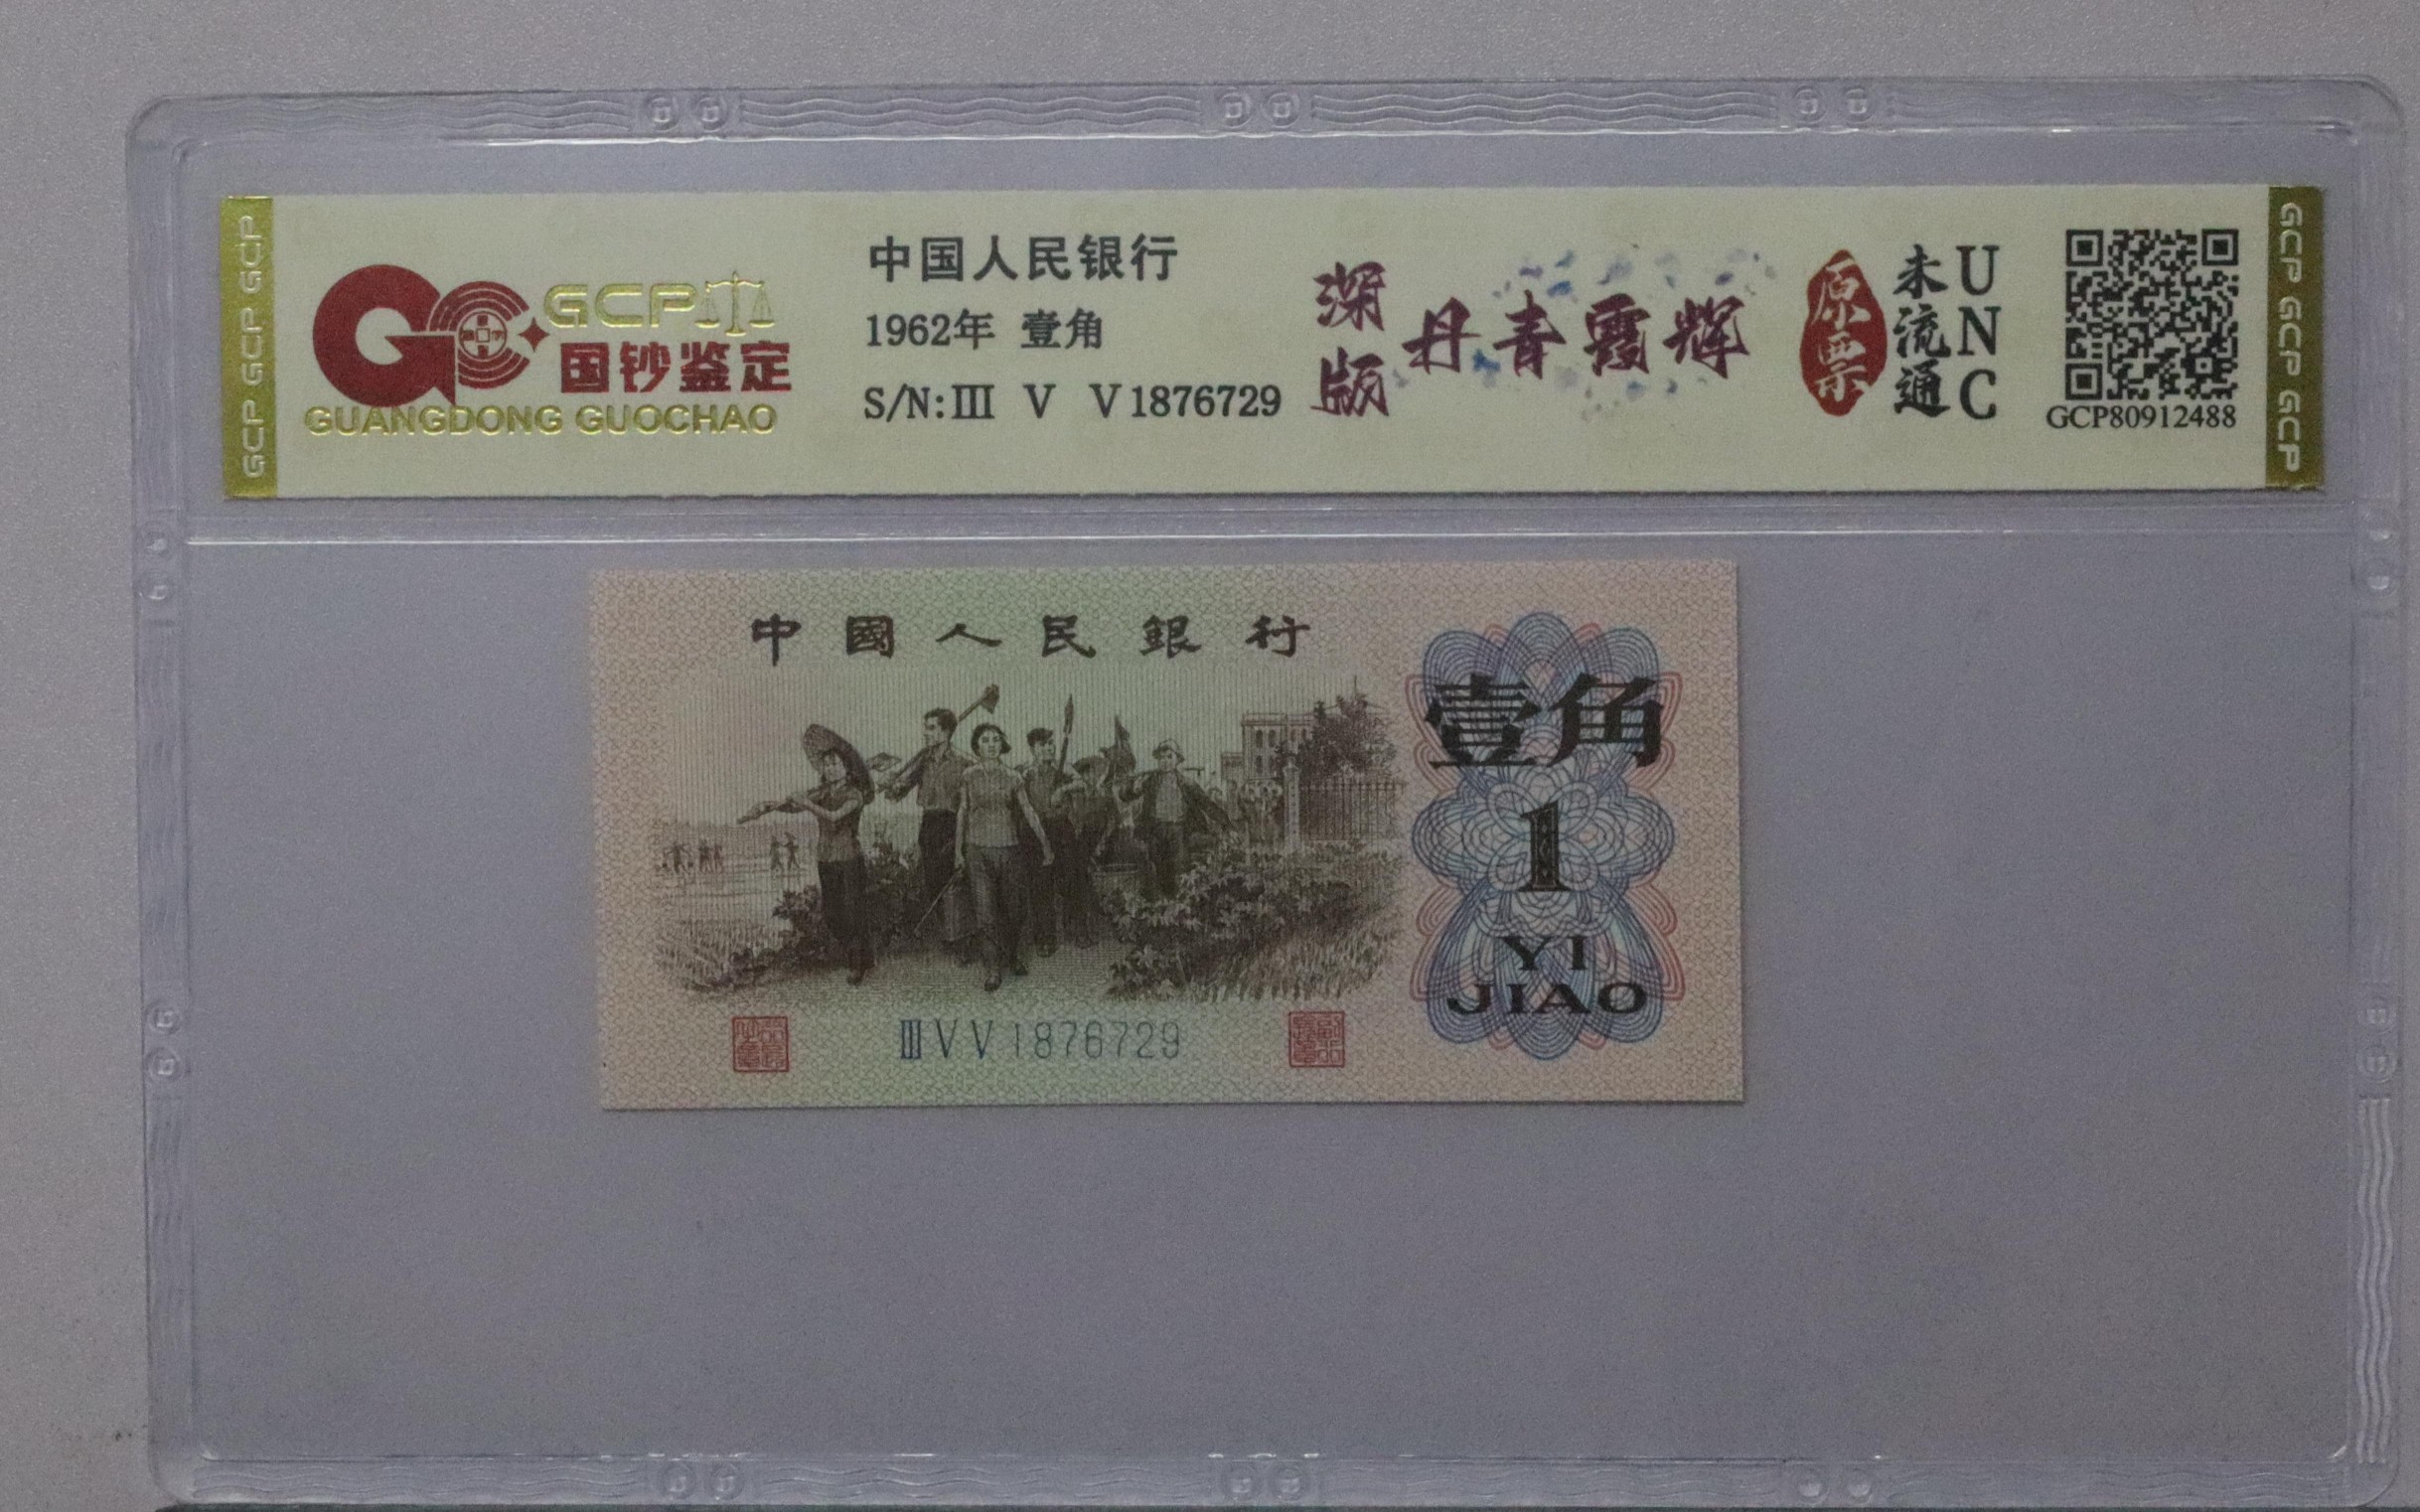 GCP GCP GCP
GCP
国钞鉴定
GUANGDONG GUOCHAO
中国人民银行
1962年 壹角
S/N:III V V1876729
深版
丹青霞辉
原票
未流通
UNC
GCP80912488
GCP GCP GCP
中國人民銀行
壹角
1
YI
JIAO
III V V 1876729